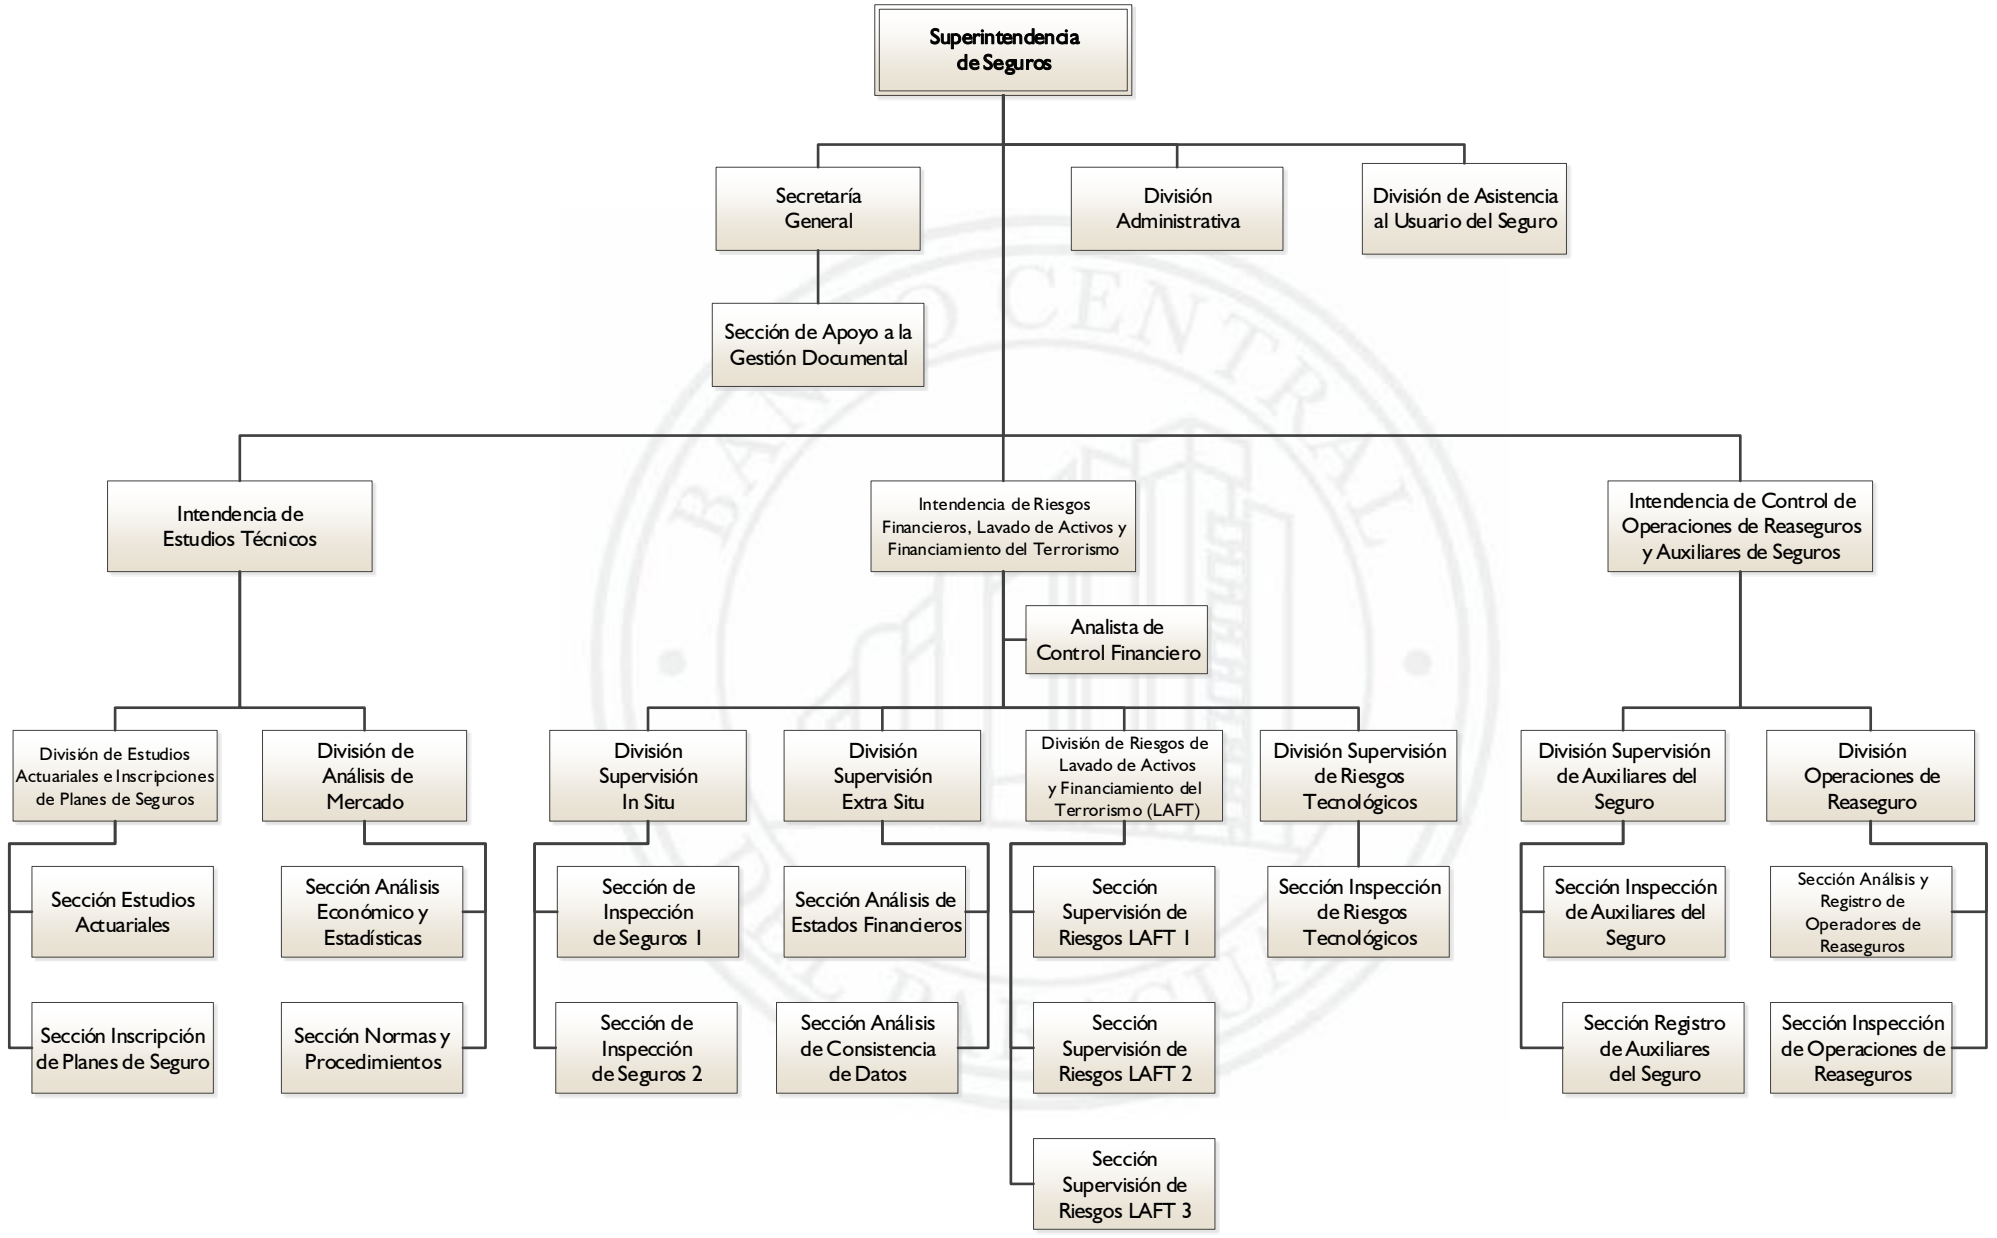 Superintendencia
de Seguros
Secretaría
General
División
Administrativa
División de Asistencia
al Usuario del Seguro
Sección de Apoyo a la
Gestión Documental
Intendencia de
Estudios Técnicos
Intendencia de Riesgos
Financieros, Lavado de Activos y
Financiamiento del Terrorismo
Intendencia de Control de
Operaciones de Reaseguros
y Auxiliares de Seguros
Analista de
Control Financiero
División de Estudios
Actuariales e Inscripciones
de Planes de Seguros
División de
Análisis de
Mercado
División
Supervisión
In Situ
División
Supervisión
Extra Situ
División de Riesgos de
Lavado de Activos
y Financiamiento del
Terrorismo (LAFT)
División Supervisión
de Riesgos
Tecnológicos
División Supervisión
de Auxiliares del
Seguro
División
Operaciones de
Reaseguro
Sección Estudios
Actuariales
Sección Análisis
Económico y
Estadísticas
Sección de
Inspección
de Seguros 1
Sección Análisis de
Estados Financieros
Sección
Supervisión de
Riesgos LAFT 1
Sección Inspección
de Riesgos
Tecnológicos
Sección Inspección
de Auxiliares del
Seguro
Sección Análisis y
Registro de
Operadores de
Reaseguros
Sección Inscripción
de Planes de Seguro
Sección Normas y
Procedimientos
Sección de
Inspección
de Seguros 2
Sección Análisis
de Consistencia
de Datos
Sección
Supervisión de
Riesgos LAFT 2
Sección Registro
de Auxiliares
del Seguro
Sección Inspección
de Operaciones de
Reaseguros
Sección
Supervisión de
Riesgos LAFT 3
BANCO CENTRAL
DEL PARAGUAY